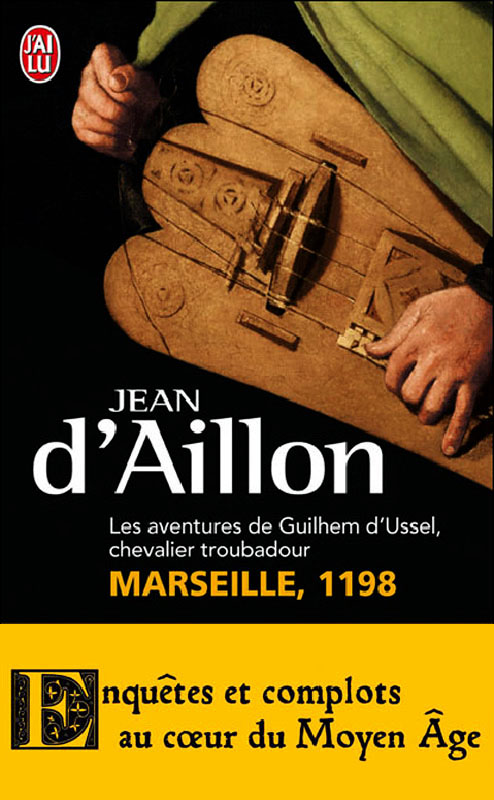 J'AI
LU
JEAN
d'Aillon
Les aventures de Guilhem d'Ussel,
chevalier troubadour
MARSEILLE, 1198
Enquêtes et complots
au cœur du Moyen Âge